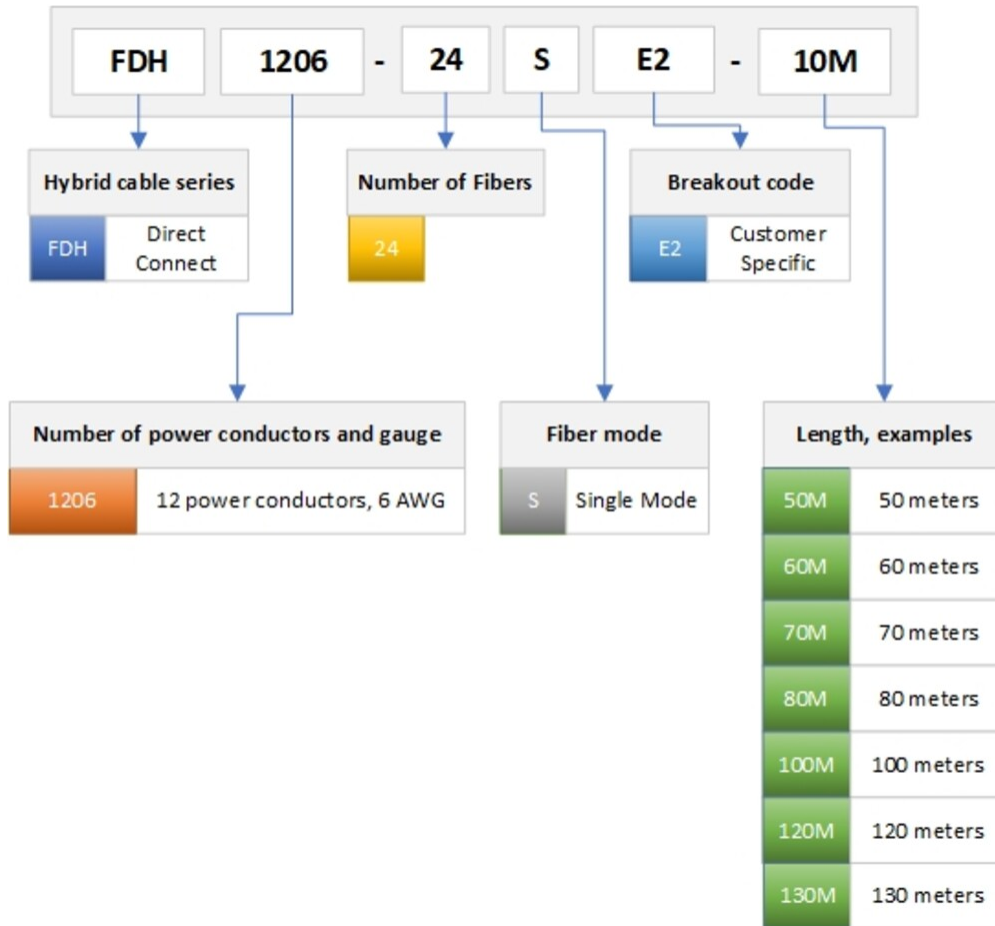 FDH 1206 - 24 S E2 - 10M
Hybrid cable series
FDH Direct
Connect
Number of Fibers
24
Breakout code
E2 Customer
Specific
Number of power conductors and gauge
1206 12 power conductors, 6 AWG
Fiber mode
S Single Mode
Length, examples
50M 50 meters
60M 60 meters
70M 70 meters
80M 80 meters
100M 100 meters
120M 120 meters
130M 130 meters